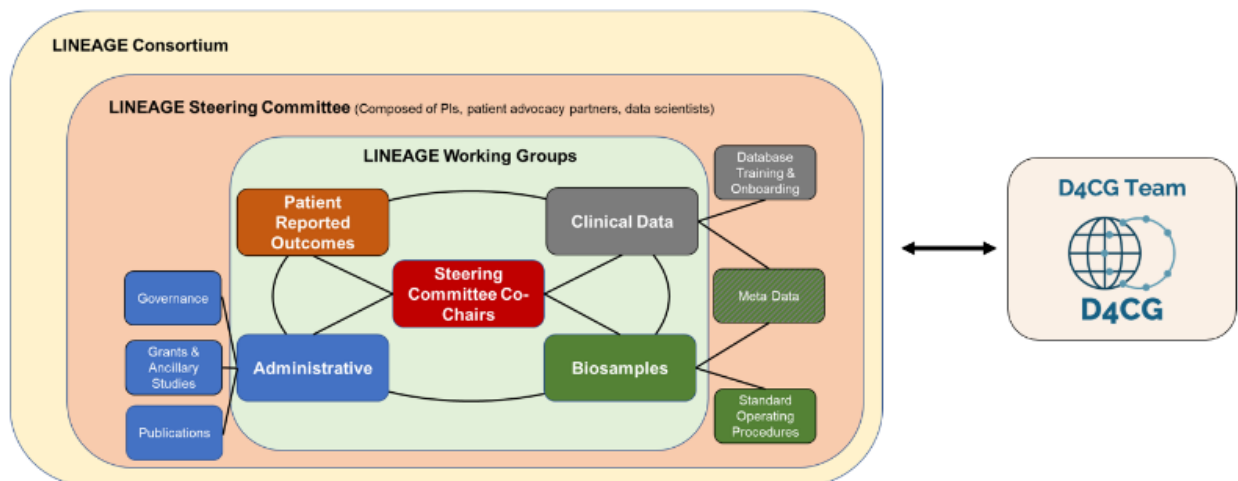 LINEAGE Consortium
LINEAGE Steering Committee (Composed of PIs, patient advocacy partners, data scientists)
LINEAGE Working Groups
Patient
Reported
Outcomes
Clinical Data
Steering
Committee Co-
Chairs
Administrative
Biosamples
Governance
Grants &
Ancillary
Studies
Publications
Database
Training &
Onboarding
Meta Data
Standard
Operating
Procedures
D4CG Team
D4CG